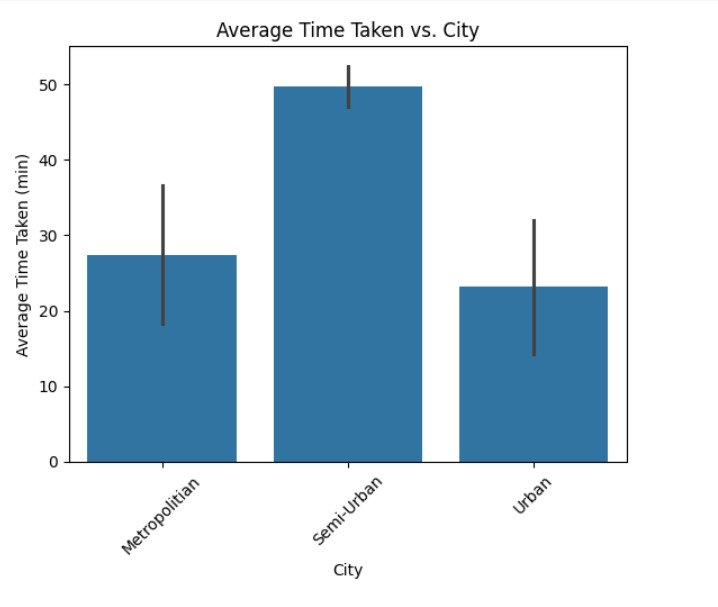 Average Time Taken vs. City
Average Time Taken (min)
50
40
30
20
10
0
Metropolitian
Semi-Urban
Urban
City